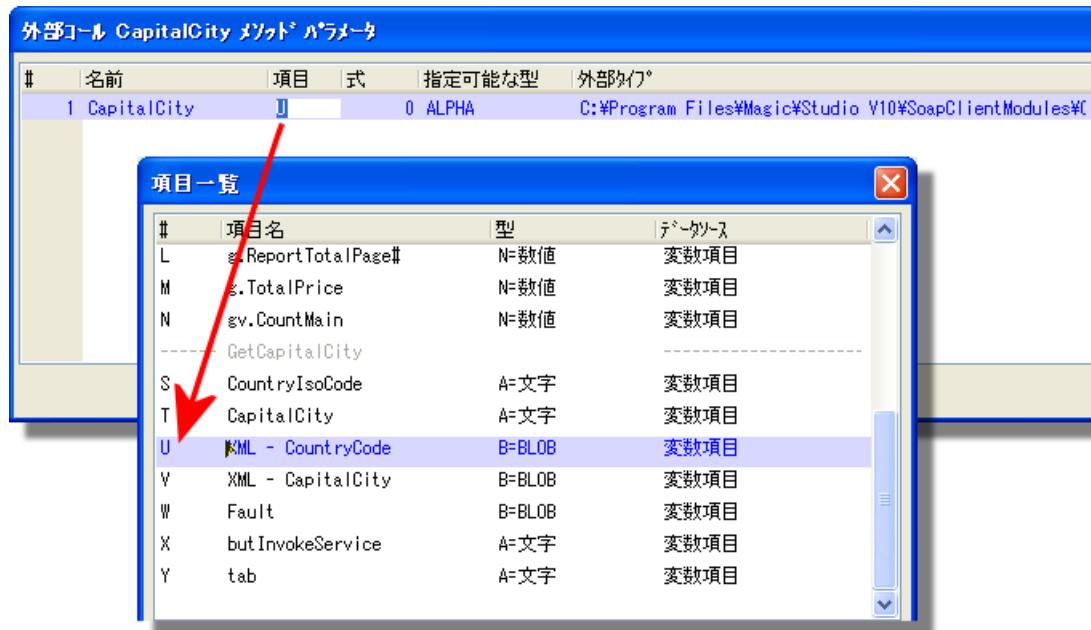 外部ｺｰﾙ CapitalCity ﾒｿｯﾄﾞ ﾊﾟﾗﾒｰﾀ
# 名前 項目 式 指定可能な型 外部ﾀｲﾌﾟ
1 CapitalCity U 0 ALPHA C:¥Program Files¥Magic¥Studio V10¥SoapClientModules¥
項目一覧
# 項目名 型 ﾃﾞｰﾀｿｰｽ
L g.ReportTotalPage# N=数値 変数項目
M g.TotalPrice N=数値 変数項目
N gv.CountMain N=数値 変数項目
GetCapitalCity
S CountryIsoCode A=文字 変数項目
T CapitalCity A=文字 変数項目
U XML - CountryCode B=BLOB 変数項目
V XML - CapitalCity B=BLOB 変数項目
W Fault B=BLOB 変数項目
X butInvokeService A=文字 変数項目
Y tab A=文字 変数項目